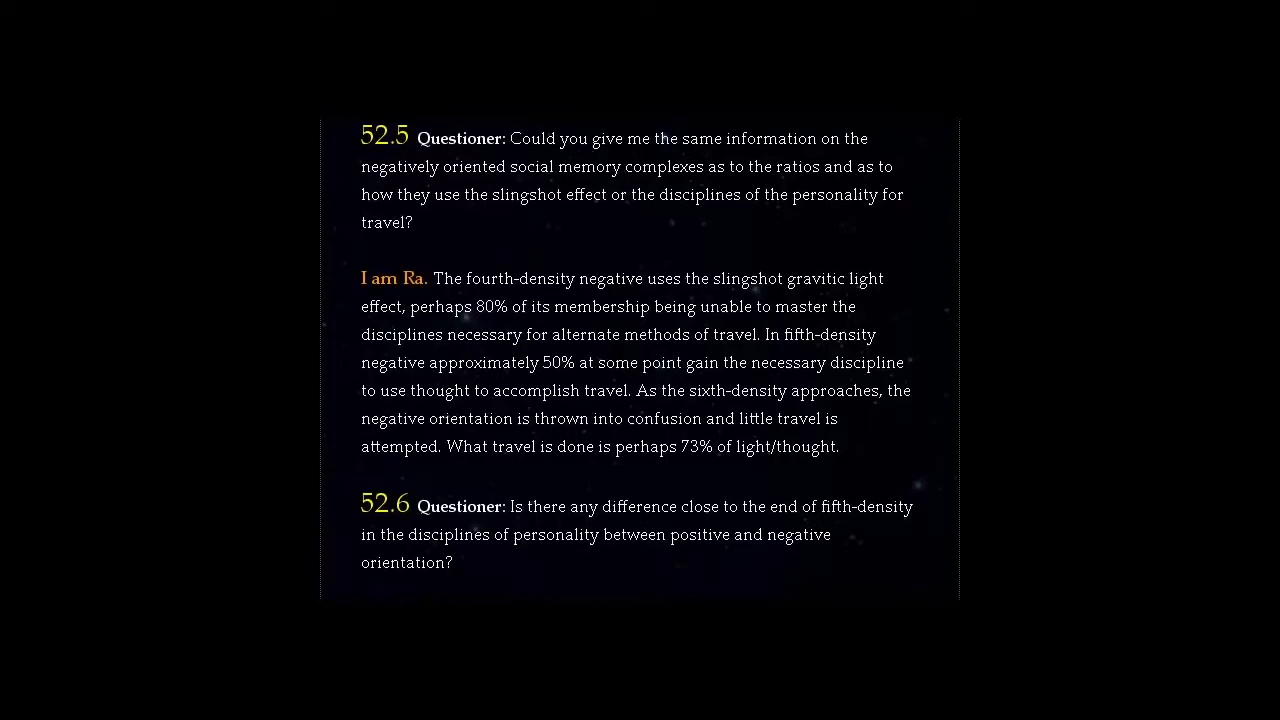 52.5 Questioner: Could you give me the same information on the
negatively oriented social memory complexes as to the ratios and as to
how they use the slingshot effect or the disciplines of the personality for
travel?
I am Ra. The fourth-density negative uses the slingshot gravitic light
effect, perhaps 80% of its membership being unable to master the
disciplines necessary for alternate methods of travel. In fifth-density
negative approximately 50% at some point gain the necessary discipline
to use thought to accomplish travel. As the sixth-density approaches, the
negative orientation is thrown into confusion and little travel is
attempted. What travel is done is perhaps 73% of light/thought.
52.6 Questioner: Is there any difference close to the end of fifth-density
in the disciplines of personality between positive and negative
orientation?